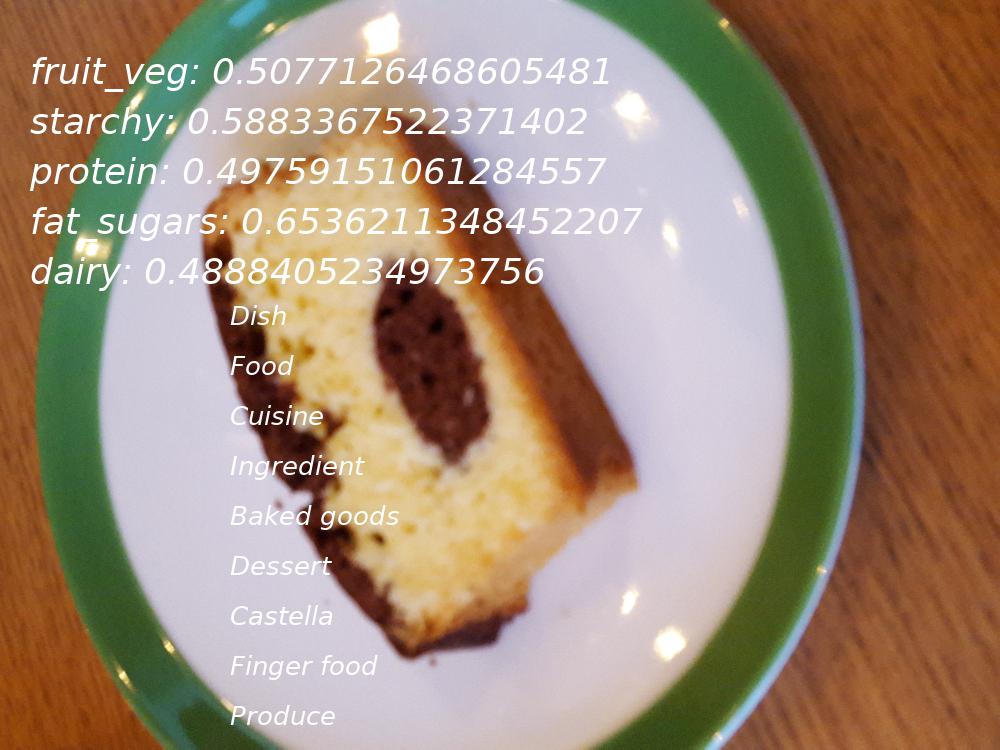 fruit_veg: 0.5077126468605481
starchy: 0.5883367522371402
protein: 0.49759151061284557
fat_sugars: 0.6536211348452207
dairy: 0.4888405234973756
Dish
Food
Cuisine
Ingredient
Baked goods
Dessert
Castella
Finger food
Produce